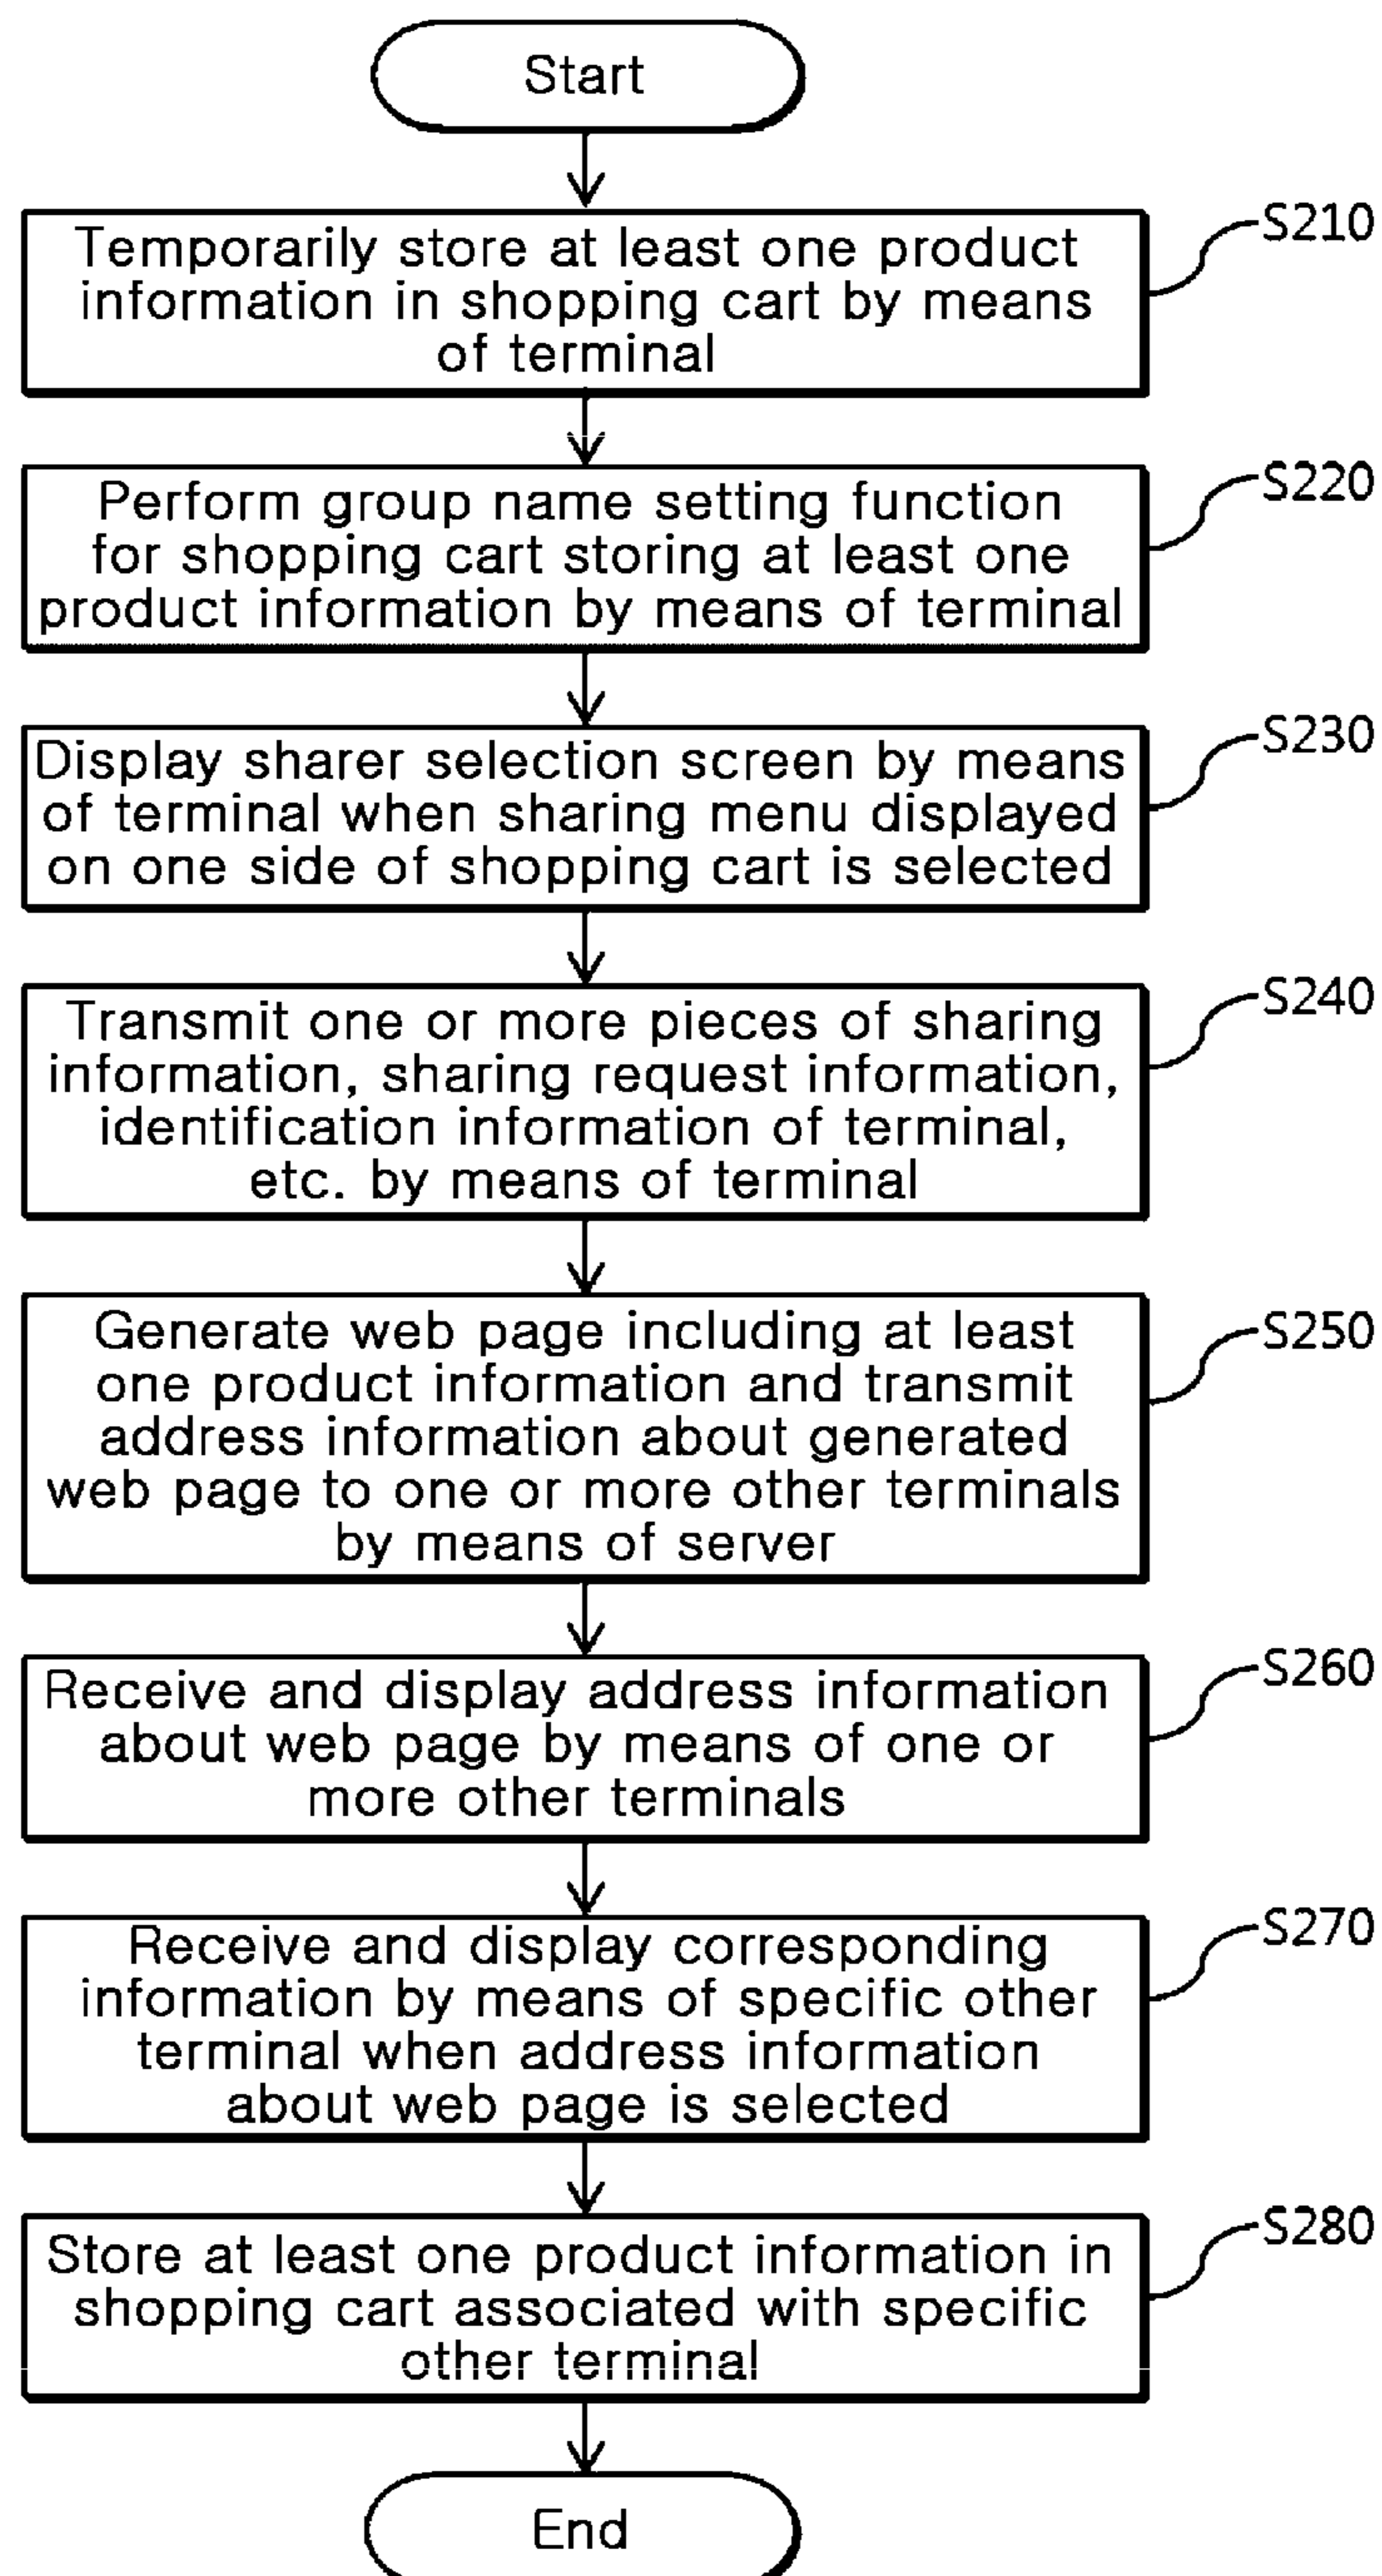 Start
S210
Temporarily store at least one product
information in shopping cart by means
of terminal
S220
Perform group name setting function
for shopping cart storing at least one
product information by means of terminal
S230
Display sharer selection screen by means
of terminal when sharing menu displayed
on one side of shopping cart is selected
S240
Transmit one or more pieces of sharing
information, sharing request information,
identification information of terminal,
etc. by means of terminal
S250
Generate web page including at least
one product information and transmit
address information about generated
web page to one or more other terminals
by means of server
S260
Receive and display address information
about web page by means of one or
more other terminals
S270
Receive and display corresponding
information by means of specific other
terminal when address information
about web page is selected
S280
Store at least one product information in
shopping cart associated with specific
other terminal
End